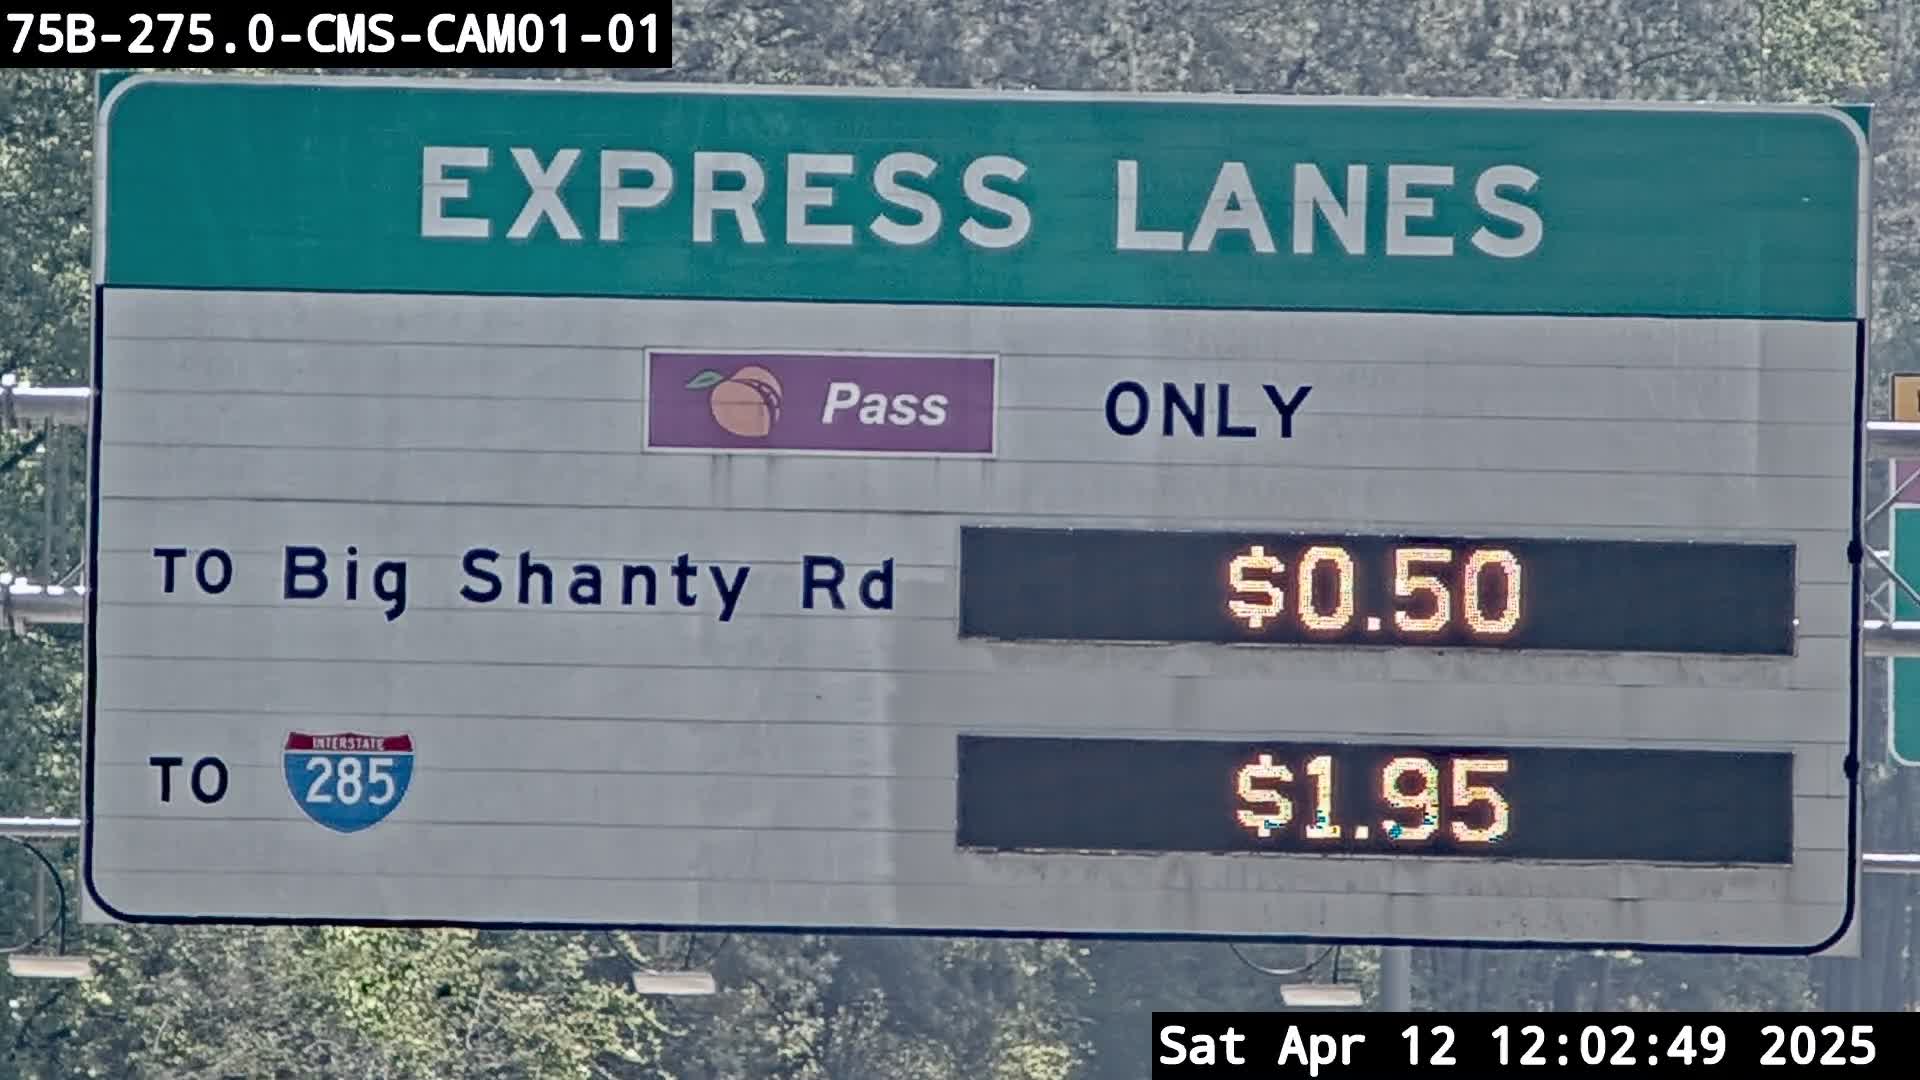 75B-275.0-CMS-CAM01-01
EXPRESS LANES
Pass ONLY
TO Big Shanty Rd $0.50
TO INTERSTATE 285 $1.95
Sat Apr 12 12:02:49 2025